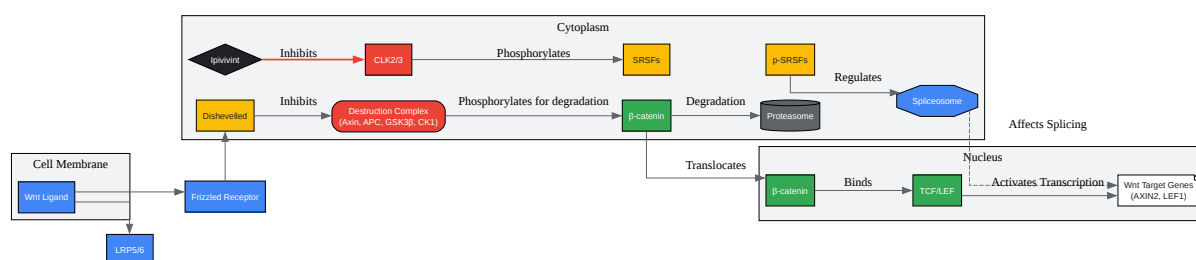 Cytoplasm
Ipivivint
Inhibits
CLK2/3
Phosphorylates
SRSFs
p-SRSFs
Regulates
Spliceosome
Dishevelled
Inhibits
Destruction Complex
(Axin, APC, GSK3β, CK1)
Phosphorylates for degradation
β-catenin
Degradation
Proteasome
Affects Splicing
Cell Membrane
Wnt Ligand
Frizzled Receptor
LRP5/6
Translocates
Nucleus
β-catenin
Binds
TCF/LEF
Activates Transcription
Wnt Target Genes
(AXIN2, LEF1)